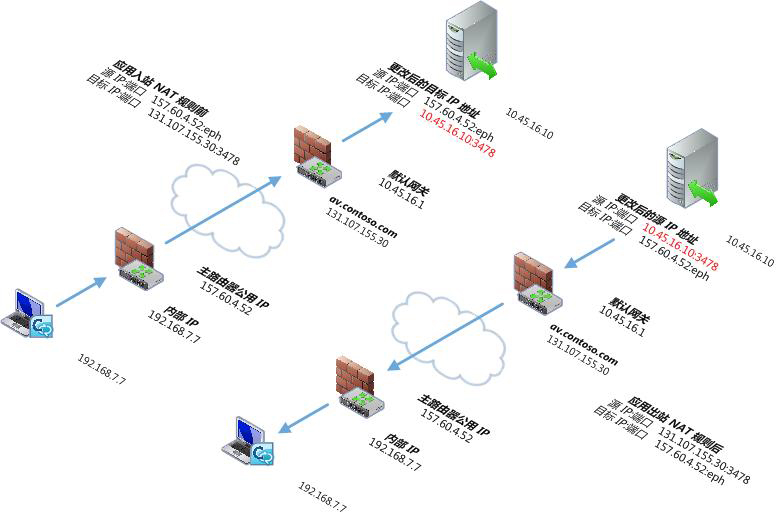 应用入站 NAT 规则前
源 IP:端口 157.60.4.52:eph
目标 IP:端口 131.107.155.30:3478
更改后的目标 IP 地址
源 IP:端口 157.60.4.52:eph
目标 IP:端口 10.45.16.10:3478
10.45.16.10
默认网关
10.45.16.1
av.contoso.com
131.107.155.30
主路由器公用 IP
157.60.4.52
内部 IP
192.168.7.7
192.168.7.7
更改后的源 IP 地址
源 IP:端口 10.45.16.10:3478
目标 IP:端口 157.60.4.52:eph
10.45.16.10
默认网关
10.45.16.1
av.contoso.com
131.107.155.30
应用出站 NAT 规则后
源 IP:端口 131.107.155.30:3478
目标 IP:端口 157.60.4.52:eph
主路由器公用 IP
157.60.4.52
内部 IP
192.168.7.7
192.168.7.7